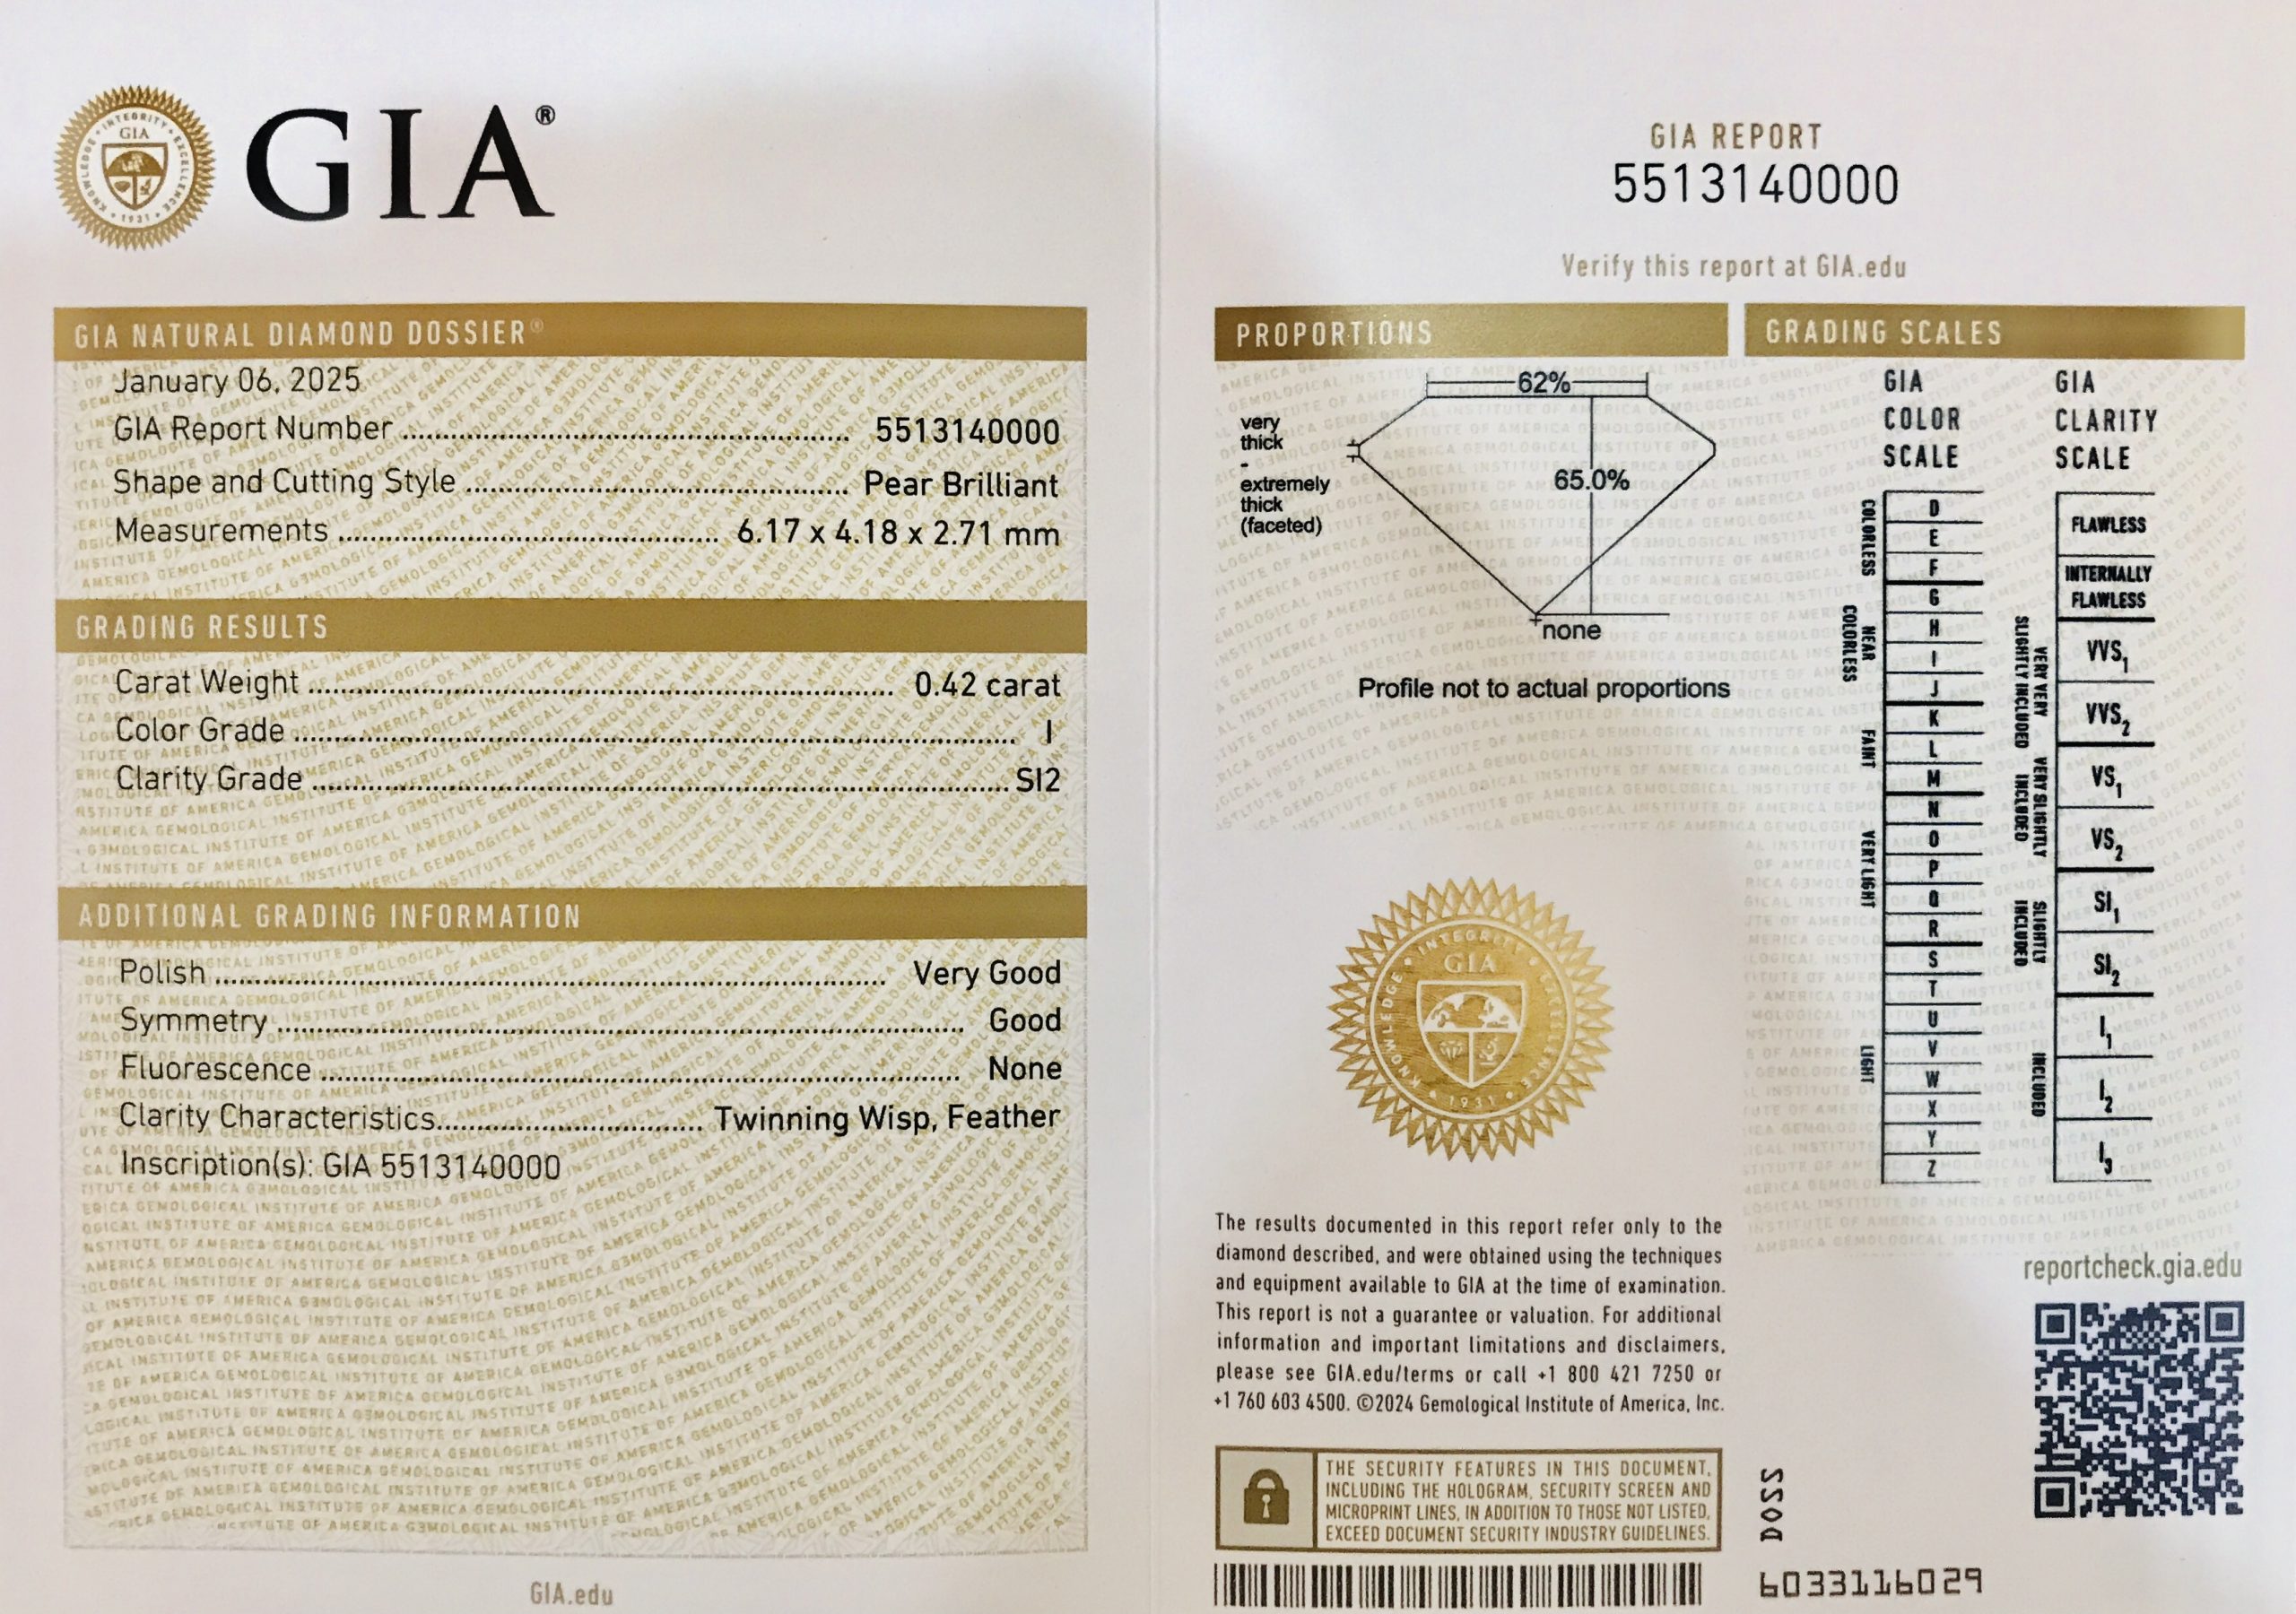 GIA®
GIA NATURAL DIAMOND DOSSIER®
January 06, 2025
GIA Report Number 5513140000
Shape and Cutting Style Pear Brilliant
Measurements 6.17 x 4.18 x 2.71 mm
GRADING RESULTS
Carat Weight 0.42 carat
Color Grade I
Clarity Grade SI2
ADDITIONAL GRADING INFORMATION
Polish Very Good
Symmetry Good
Fluorescence None
Clarity Characteristics Twinning Wisp, Feather
Inscription(s): GIA 5513140000
GIA.edu
GIA REPORT
5513140000
Verify this report at GIA.edu
PROPORTIONS
62%
very
thick
-
extremely
thick
(faceted)
65.0%
none
Profile not to actual proportions
INTEGRITY
GIA
KNOWLEDGE
EXCELLENCE
1931
The results documented in this report refer only to the
diamond described, and were obtained using the techniques
and equipment available to GIA at the time of examination.
This report is not a guarantee or valuation. For additional
information and important limitations and disclaimers,
please see GIA.edu/terms or call +1 800 421 7250 or
+1 760 603 4500. ©2024 Gemological Institute of America, Inc.
THE SECURITY FEATURES IN THIS DOCUMENT,
INCLUDING THE HOLOGRAM, SECURITY SCREEN AND
MICROPRINT LINES, IN ADDITION TO THOSE NOT LISTED,
EXCEED DOCUMENT SECURITY INDUSTRY GUIDELINES.
GRADING SCALES
GIA
COLOR
SCALE
COLORLESS
D
E
F
NEAR
COLORLESS
G
H
I
J
FAINT
K
L
M
VERY LIGHT
N
O
P
Q
R
LIGHT
S
T
U
V
W
X
Y
Z
GIA
CLARITY
SCALE
FLAWLESS
INTERNALLY
FLAWLESS
VERY VERY
SLIGHTLY INCLUDED
VVS1
VVS2
VERY SLIGHTLY
INCLUDED
VS1
VS2
SLIGHTLY
INCLUDED
SI1
SI2
INCLUDED
I1
I2
I3
reportcheck.gia.edu
DOSS
6033116029